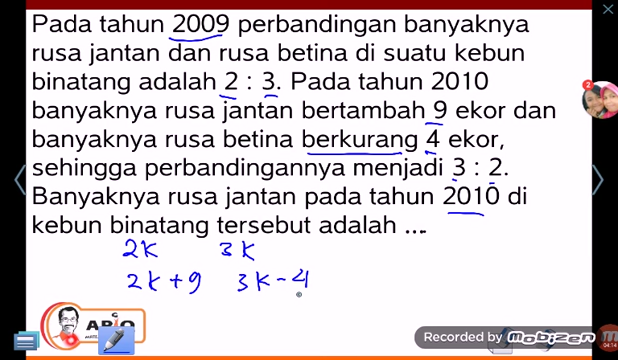 Pada tahun 2009 perbandingan banyaknya
rusa jantan dan rusa betina di suatu kebun
binatang adalah 2 : 3. Pada tahun 2010
banyaknya rusa jantan bertambah 9 ekor dan
banyaknya rusa betina berkurang 4 ekor,
sehingga perbandingannya menjadi 3 : 2.
Banyaknya rusa jantan pada tahun 2010 di
kebun binatang tersebut adalah ...
2K 3K
2K+9 3K-4
Recorded by Mobizen
04:14
2